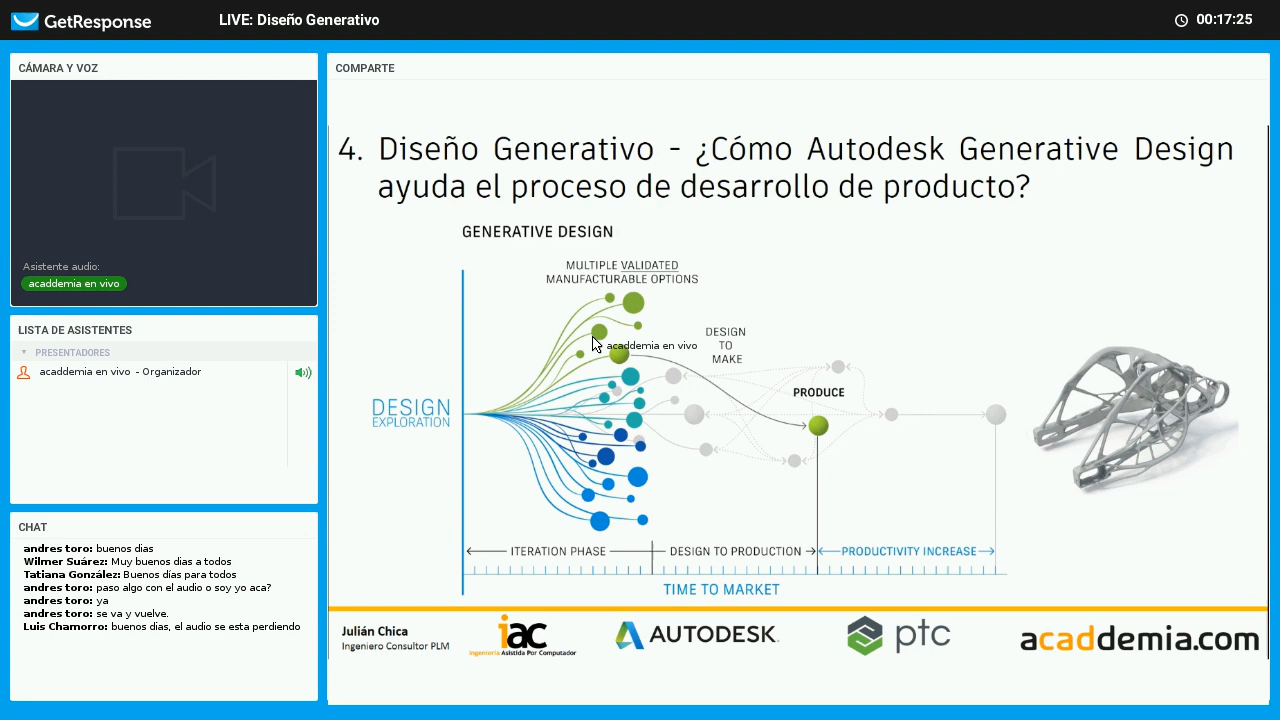 GetResponse
LIVE: Diseño Generativo
00:17:25
CÁMARA Y VOZ
Asistente audio:
acaddemia en vivo
LISTA DE ASISTENTES
PRESENTADORES
acaddemia en vivo - Organizador
CHAT
andres toro: buenos dias
Wilmer Suárez: Muy buenos dias a todos
Tatiana González: Buenos días para todos
andres toro: paso algo con el audio o soy yo aca?
andres toro: ya
andres toro: se va y vuelve.
Luis Chamorro: buenos dias, el audio se esta perdiendo
COMPARTE
4. Diseño Generativo - ¿Cómo Autodesk Generative Design
ayuda el proceso de desarrollo de producto?
GENERATIVE DESIGN
MULTIPLE VALIDATED
MANUFACTURABLE OPTIONS
DESIGN
TO
MAKE
acaddemia en vivo
PRODUCE
DESIGN
EXPLORATION
ITERATION PHASE
DESIGN TO PRODUCTION
PRODUCTIVITY INCREASE
TIME TO MARKET
Julián Chica
Ingeniero Consultor PLM
iac
Ingeniería Asistida Por Computador
AUTODESK.
ptc
acaddemia.com